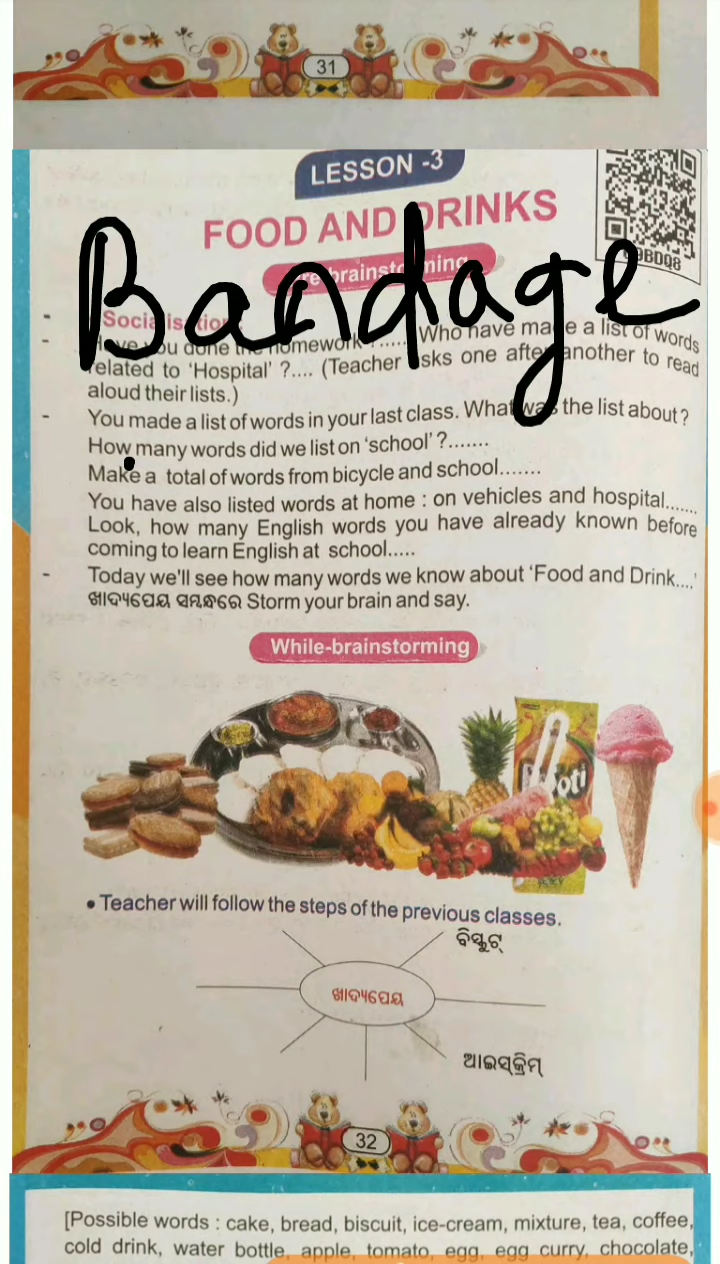 31
LESSON -3
FOOD AND DRINKS
Bandage
- Socialisation
- Have you done the homework ?..... Who have made a list of words
related to 'Hospital' ?.... (Teacher asks one after another to read
aloud their lists.)
- You made a list of words in your last class. What was the list about?
How many words did we list on 'school' ?.......
Make a total of words from bicycle and school.......
You have also listed words at home : on vehicles and hospital......
Look, how many English words you have already known before
coming to learn English at school.....
- Today we'll see how many words we know about 'Food and Drink....'
ଖାଦ୍ୟପେୟ ସମ୍ବନ୍ଧରେ Storm your brain and say.
While-brainstorming
• Teacher will follow the steps of the previous classes.
ବିସ୍କୁଟ୍
ଖାଦ୍ୟପେୟ
ଆଇସ୍କ୍ରିମ୍
32
[Possible words : cake, bread, biscuit, ice-cream, mixture, tea, coffee,
cold drink, water bottle, apple, tomato, egg, egg curry, chocolate,